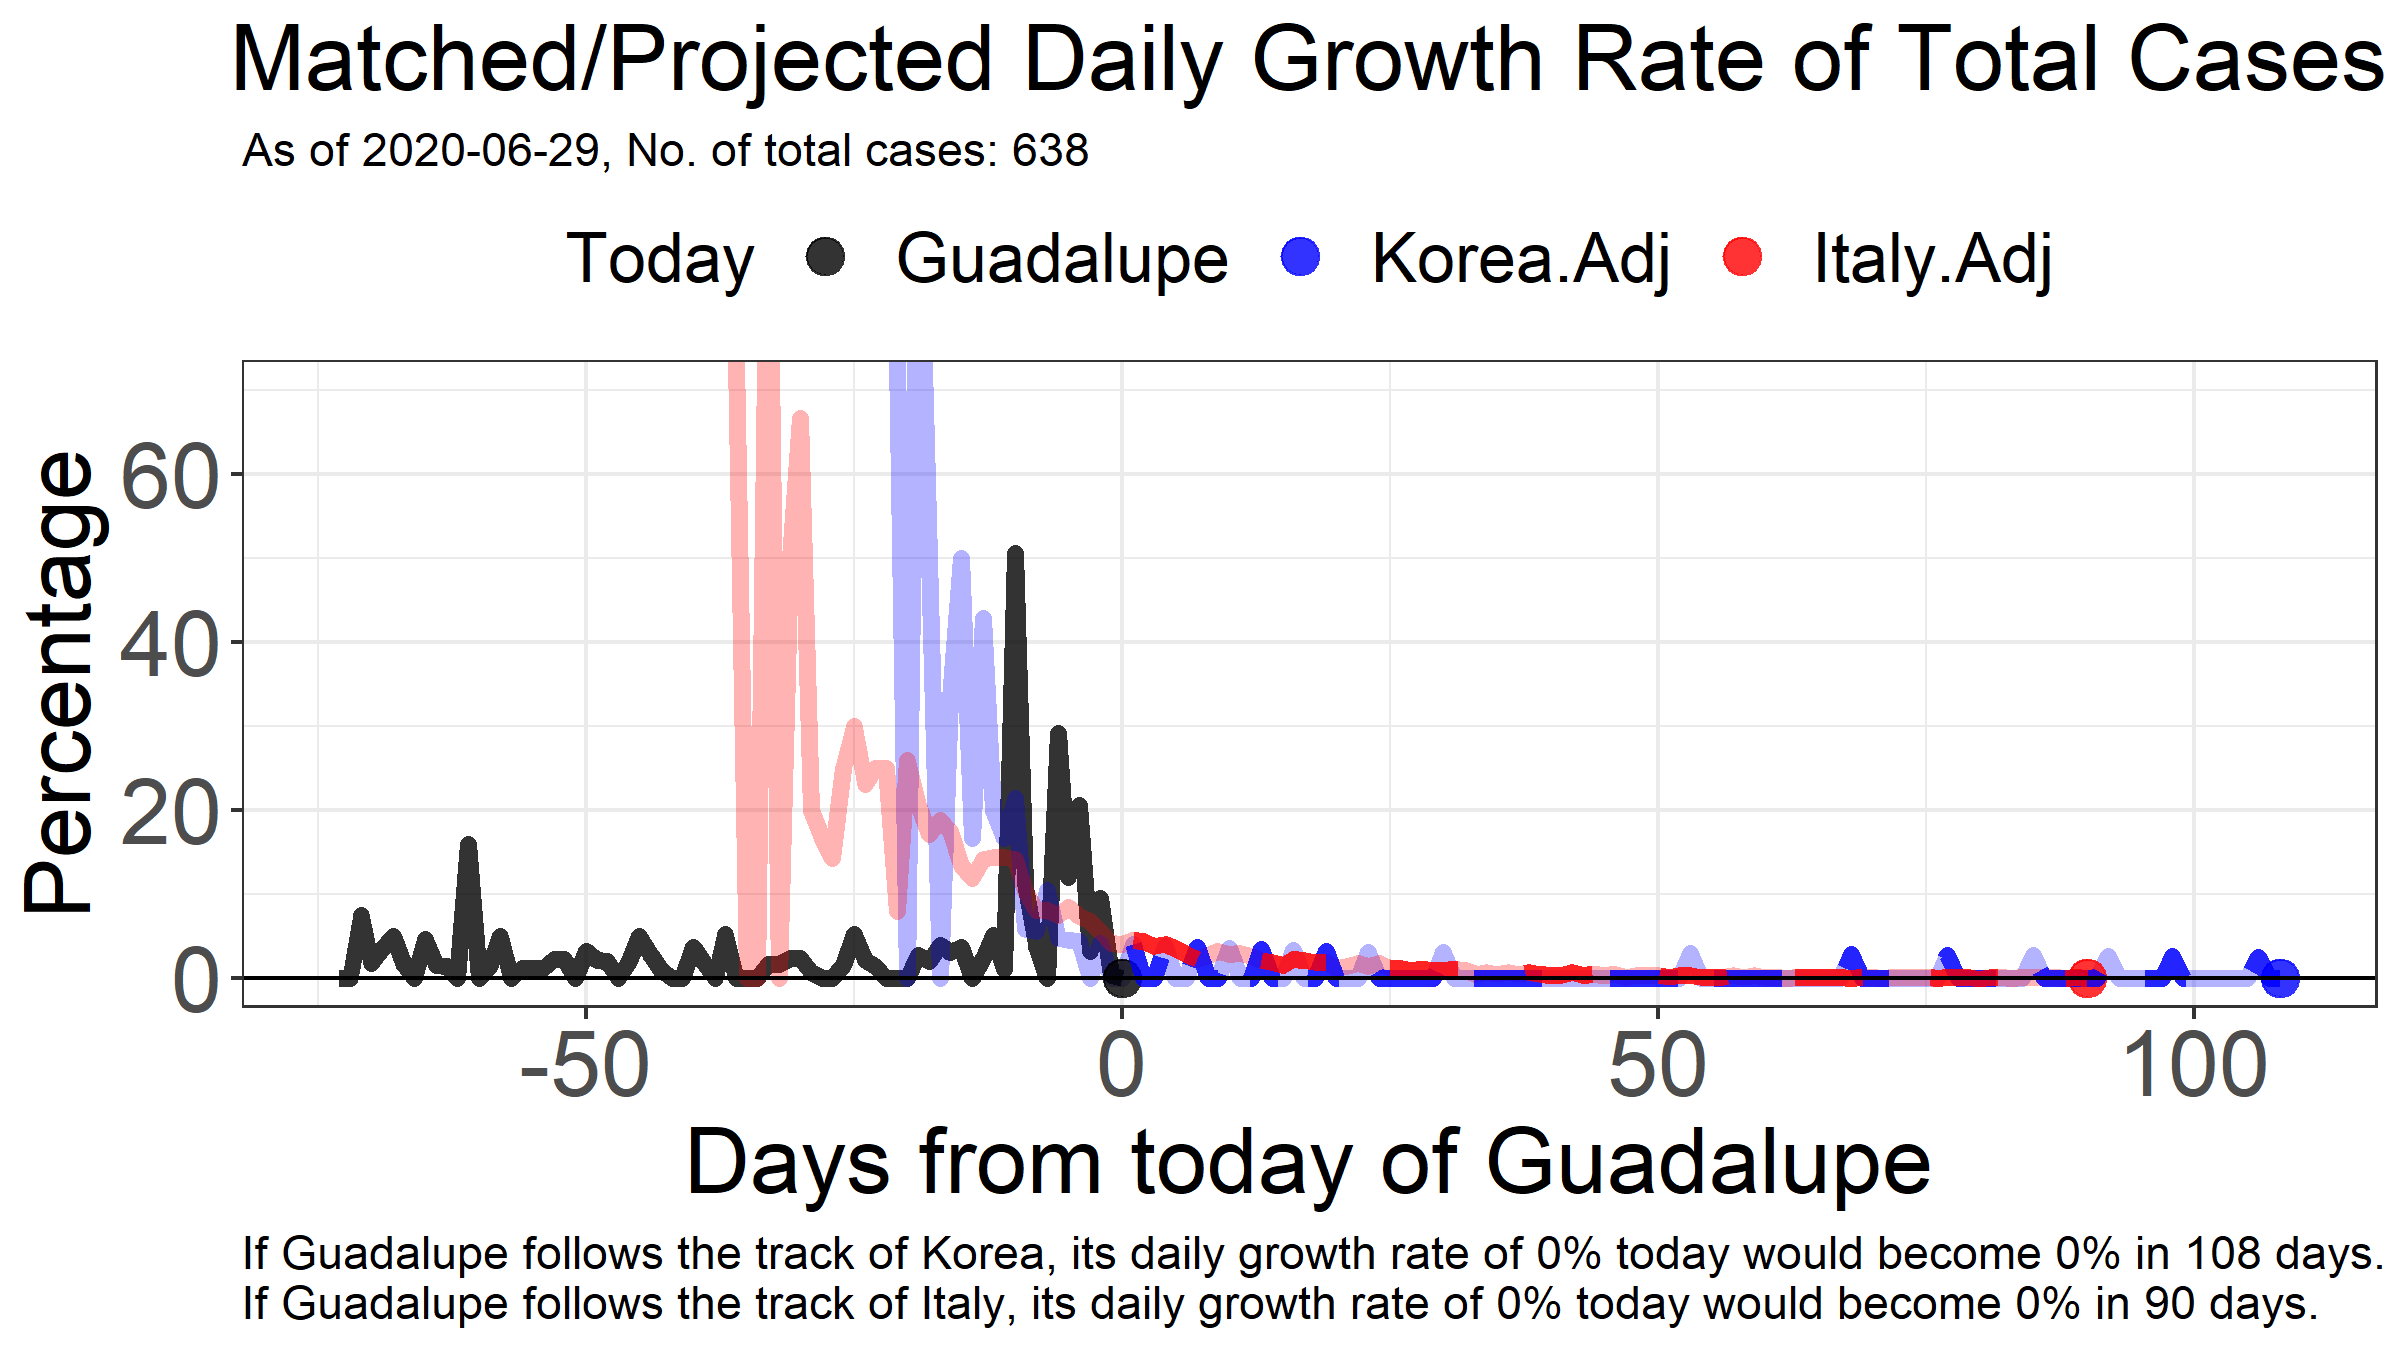 Matched/Projected Daily Growth Rate of Total Cases
As of 2020-06-29, No. of total cases: 638
Today Guadalupe Korea.Adj Italy.Adj
Percentage
60
40
20
0
-50 0 50 100
Days from today of Guadalupe
If Guadalupe follows the track of Korea, its daily growth rate of 0% today would become 0% in 108 days.
If Guadalupe follows the track of Italy, its daily growth rate of 0% today would become 0% in 90 days.